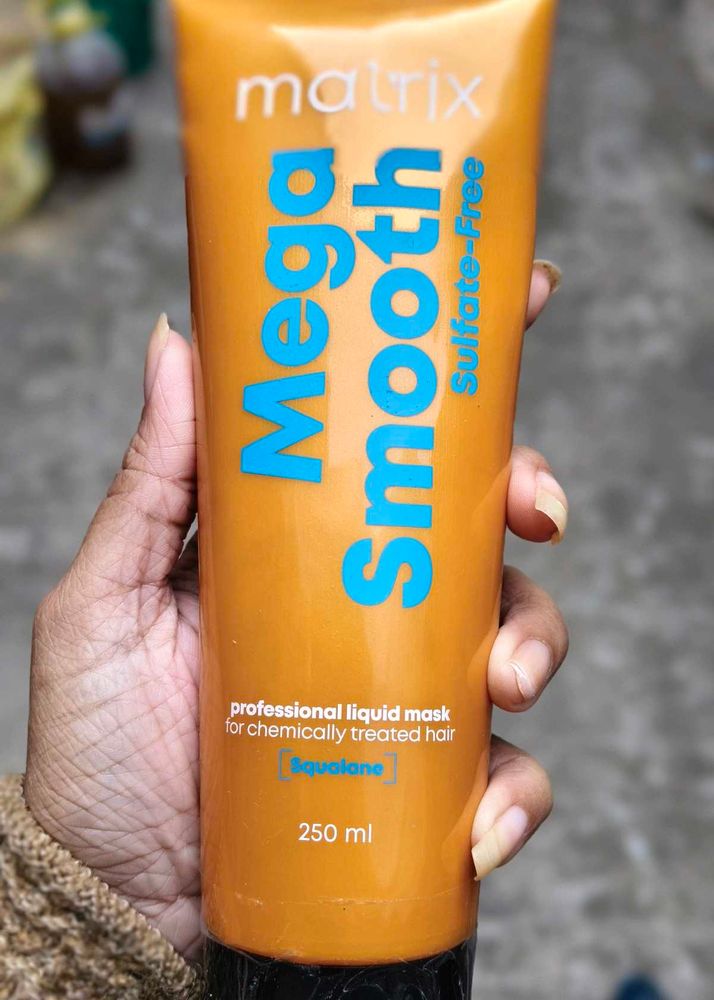 matrix
Mega
Smooth
Sulfate-Free
professional liquid mask
for chemically treated hair
[Squalane]
250 ml